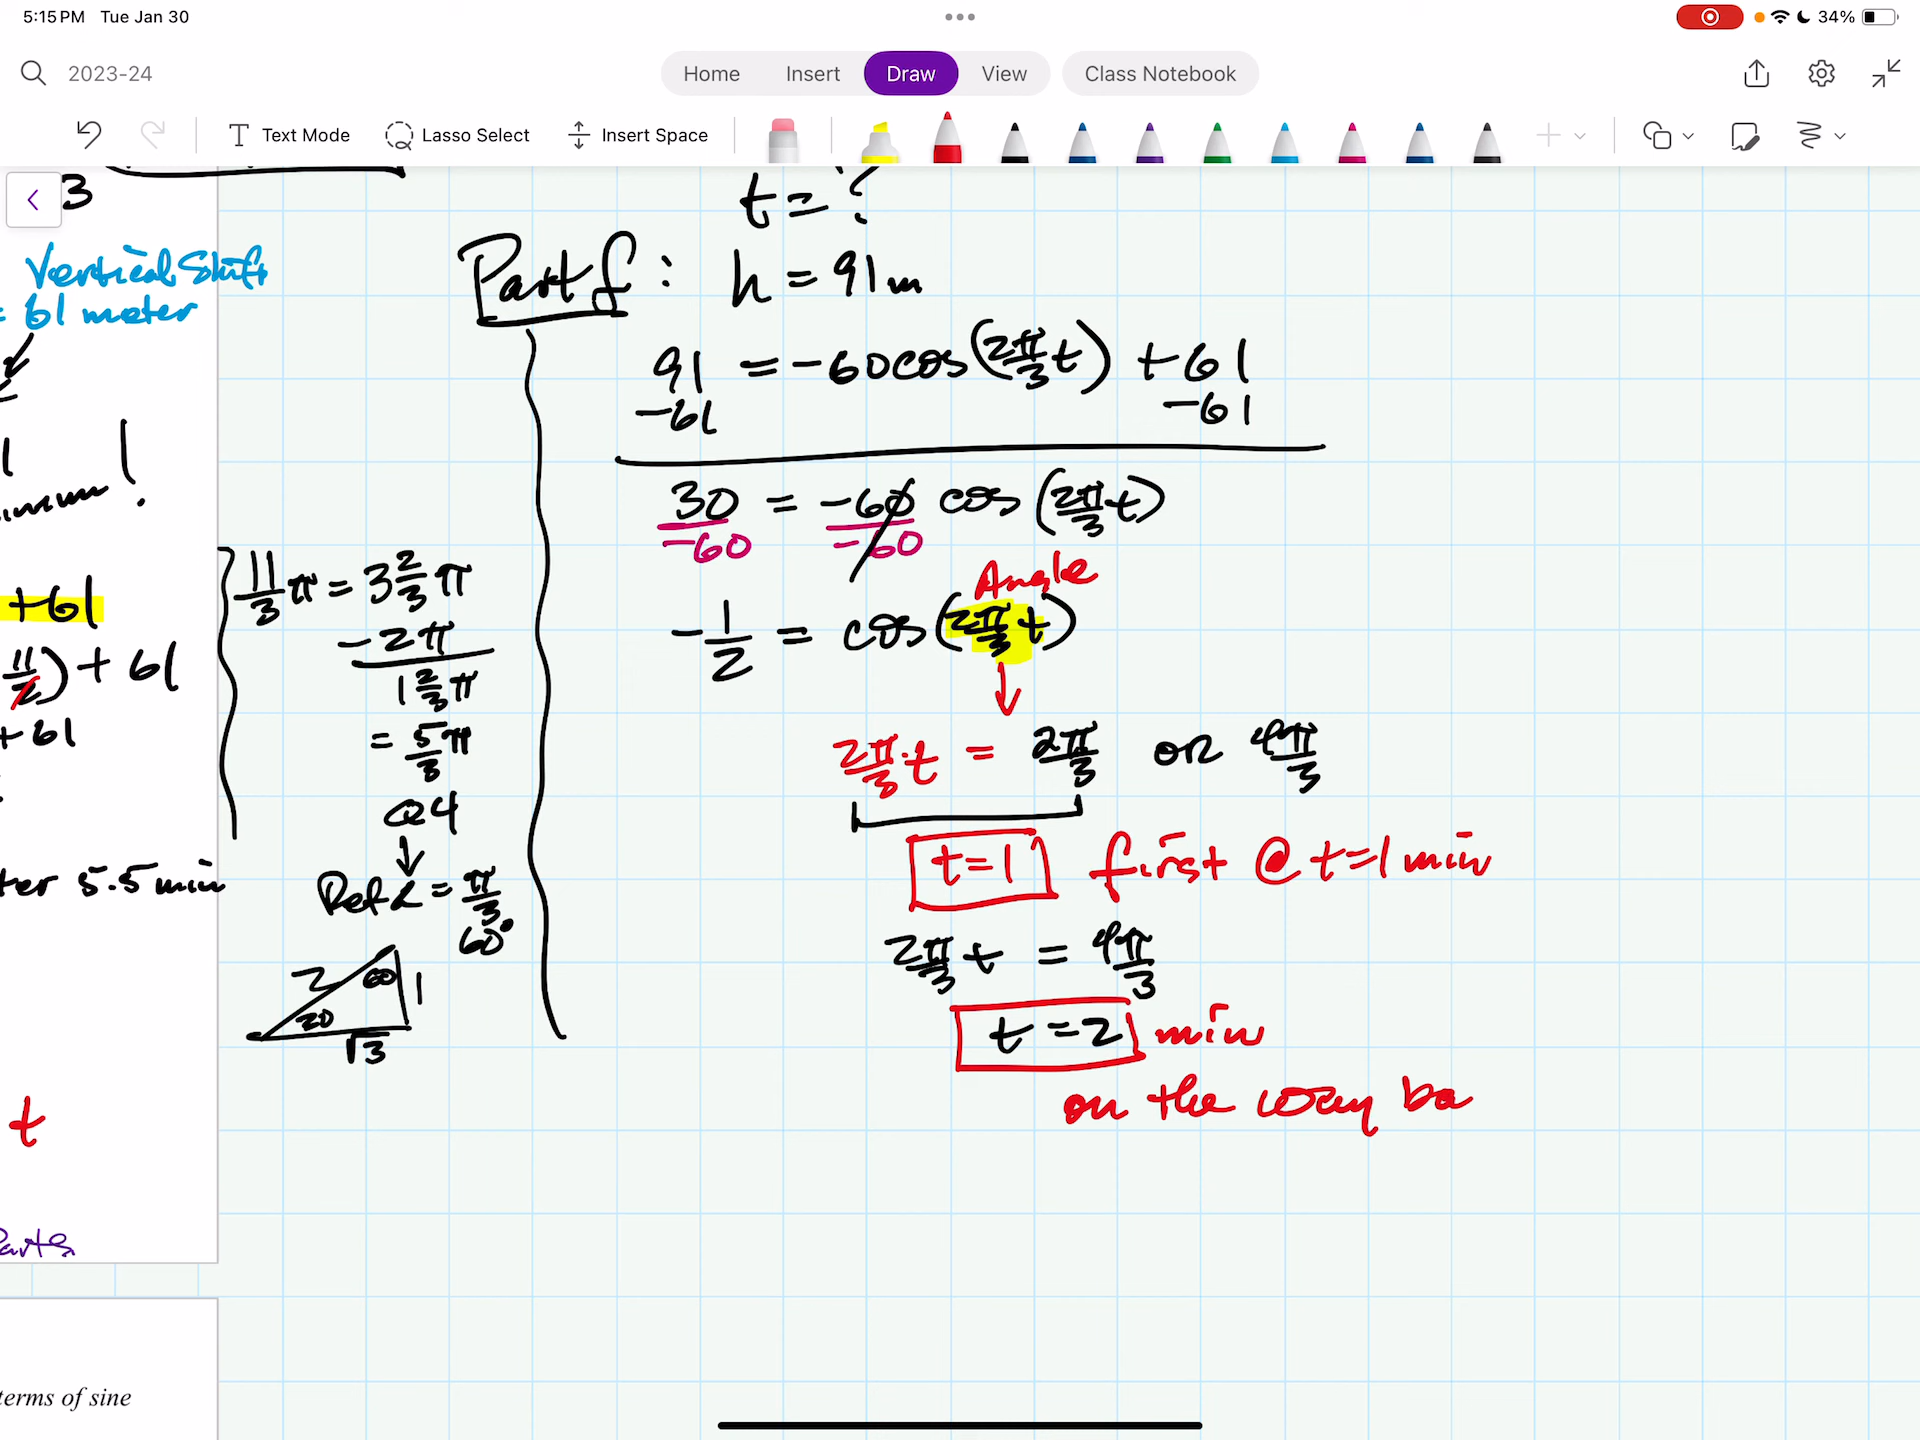 5:15 PM Tue Jan 30
34%
2023-24
Home Insert Draw View Class Notebook
Text Mode Lasso Select Insert Space
3
Vertical Shift
= 61 meter
!
+61
) + 61
+ 61
5.5 min
t
Parts
terms of sine
11/3 π = 3 2/3 π
- 2π
1 2/3 π
= 5/3 π
Q4
↓
Ref ∠ = π/3
60°
2 60 1
30
√3
t = ?
Part f : h = 91m
91 = -60cos(2π/3 t) + 61
-61 -61
30 = -60 cos (2π/3 t)
-60 -60
Angle
-1/2 = cos(2π/3 t)
↓
2π/3 · t = 2π/3 or 4π/3
t=1 first @ t=1 min
2π/3 t = 4π/3
t = 2 min
on the way ba